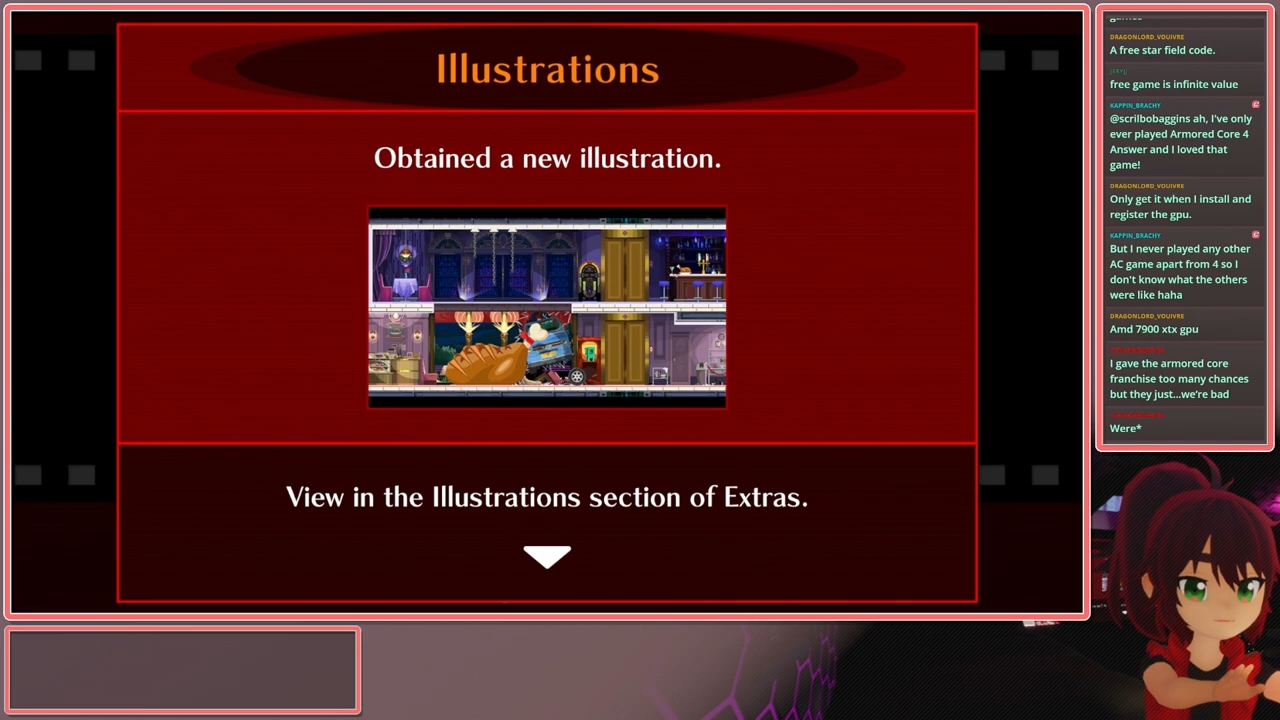 Illustrations
Obtained a new illustration.
View in the Illustrations section of Extras.
DRAGONLORD_VOUIVRE
A free star field code.
free game is infinite value
KAPPIN_BRACHY
@scrilbobaggins ah, I've only
ever played Armored Core 4
Answer and I loved that
game!
DRAGONLORD_VOUIVRE
Only get it when I install and
register the gpu.
KAPPIN_BRACHY
But I never played any other
AC game apart from 4 so I
don't know what the others
were like haha
DRAGONLORD_VOUIVRE
Amd 7900 xtx gpu
I gave the armored core
franchise too many chances
but they just...we're bad
Were*